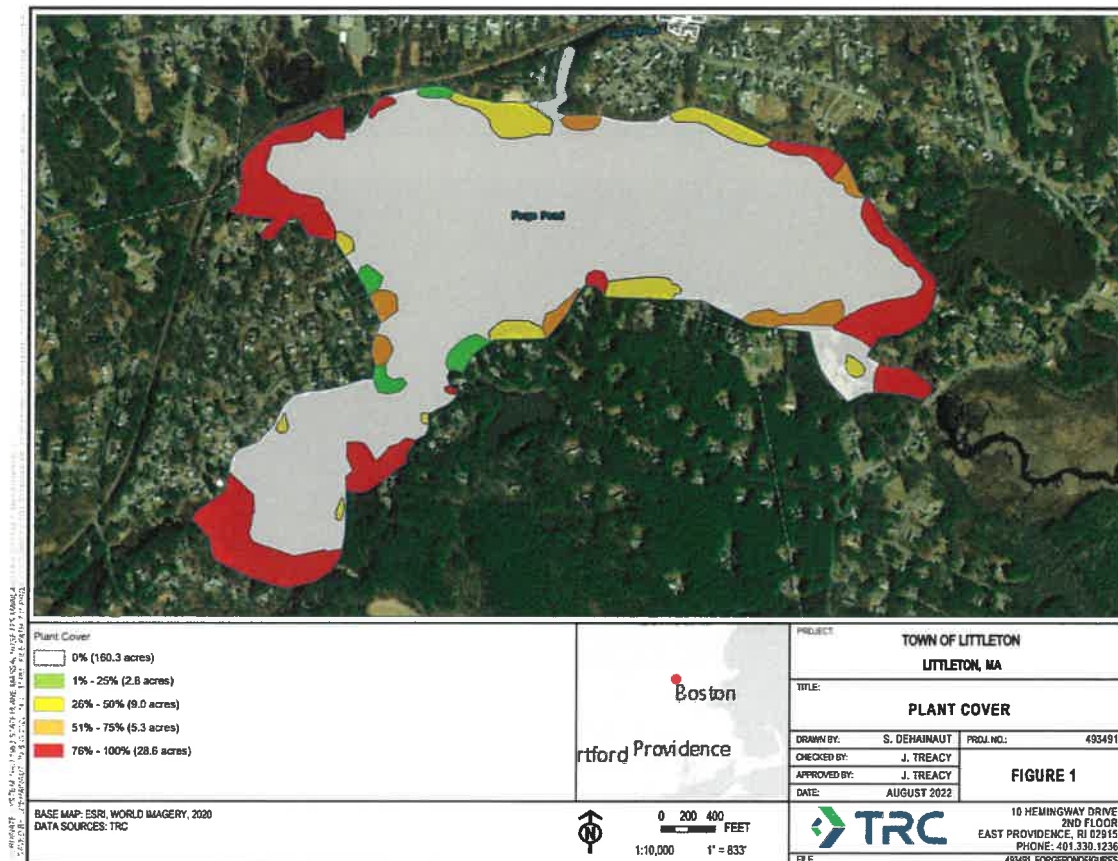 Forge Pond
Plant Cover
0% (160.3 acres)
1% - 25% (2.8 acres)
26% - 50% (9.0 acres)
51% - 75% (5.3 acres)
76% - 100% (28.6 acres)
Boston
rtford Providence
PROJECT:
TOWN OF LITTLETON
LITTLETON, MA
TITLE:
PLANT COVER
DRAWN BY: S. DEHAINAUT PROJ. NO.: 493491
CHECKED BY: J. TREACY
APPROVED BY: J. TREACY
DATE: AUGUST 2022
FIGURE 1
BASE MAP: ESRI, WORLD IMAGERY, 2020
DATA SOURCES: TRC
N
0 200 400
FEET
1:10,000 1" = 833'
TRC
10 HEMINGWAY DRIVE
2ND FLOOR
EAST PROVIDENCE, RI 02915
PHONE: 401.330.1236
FILE